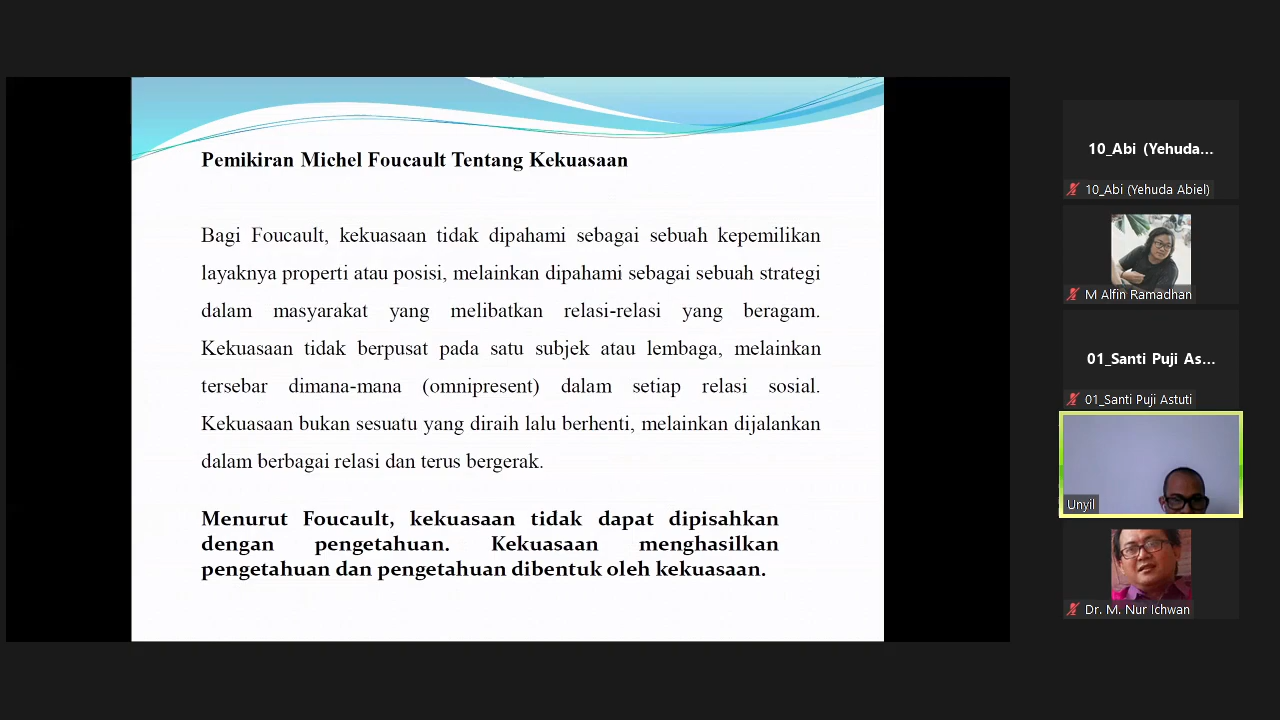 Pemikiran Michel Foucault Tentang Kekuasaan
Bagi Foucault, kekuasaan tidak dipahami sebagai sebuah kepemilikan
layaknya properti atau posisi, melainkan dipahami sebagai sebuah strategi
dalam masyarakat yang melibatkan relasi-relasi yang beragam.
Kekuasaan tidak berpusat pada satu subjek atau lembaga, melainkan
tersebar dimana-mana (omnipresent) dalam setiap relasi sosial.
Kekuasaan bukan sesuatu yang diraih lalu berhenti, melainkan dijalankan
dalam berbagai relasi dan terus bergerak.
Menurut Foucault, kekuasaan tidak dapat dipisahkan
dengan pengetahuan. Kekuasaan menghasilkan
pengetahuan dan pengetahuan dibentuk oleh kekuasaan.
10_Abi (Yehuda...
10_Abi (Yehuda Abiel)
M Alfin Ramadhan
01_Santi Puji As...
01_Santi Puji Astuti
Unyil
Dr. M. Nur Ichwan